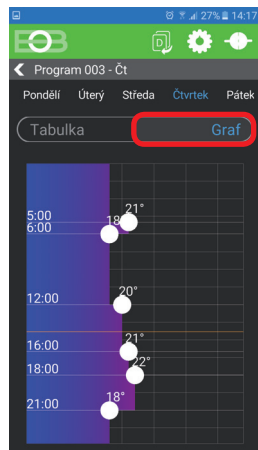 27% 14:17
EOB
D
Program 003 - Čt
Pondělí Úterý Středa Čtvrtek Pátek
Tabulka Graf
5:00 21°
6:00 18°
12:00 20°
16:00 21°
18:00 22°
21:00 18°